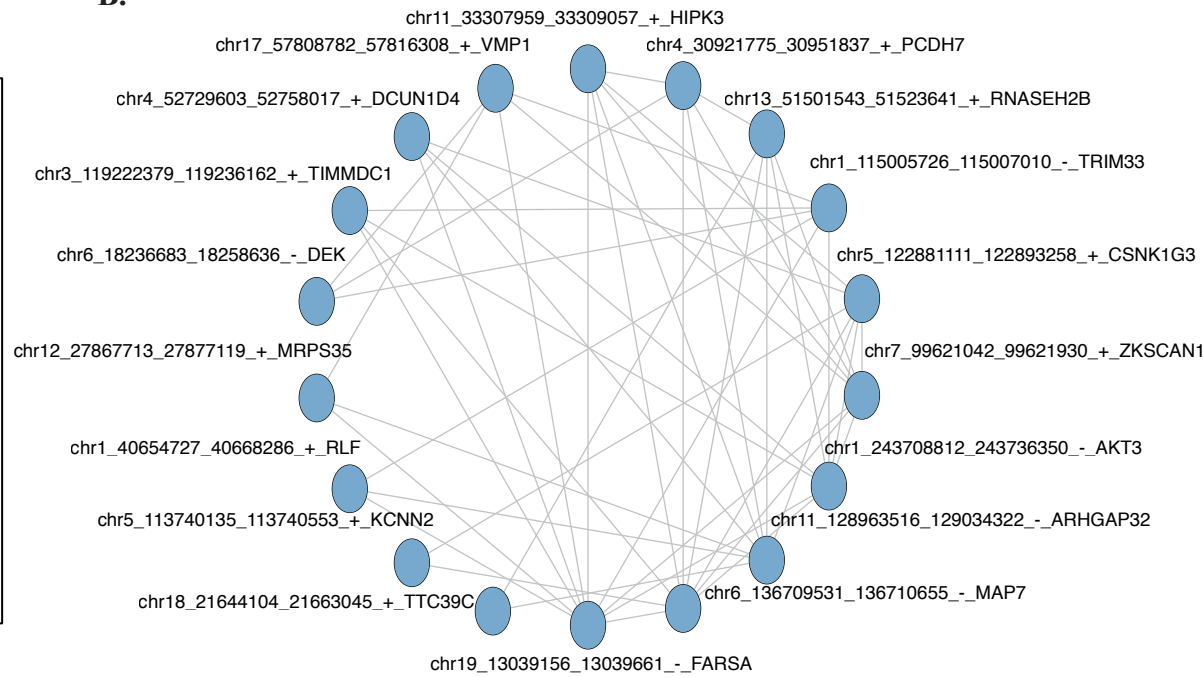 B.
chr11_33307959_33309057_+_HIPK3
chr17_57808782_57816308_+_VMP1
chr4_30921775_30951837_+_PCDH7
chr4_52729603_52758017_+_DCUN1D4
chr13_51501543_51523641_+_RNASEH2B
chr3_119222379_119236162_+_TIMMDC1
chr1_115005726_115007010_-_TRIM33
chr6_18236683_18258636_-_DEK
chr5_122881111_122893258_+_CSNK1G3
chr12_27867713_27877119_+_MRPS35
chr7_99621042_99621930_+_ZKSCAN1
chr1_40654727_40668286_+_RLF
chr1_243708812_243736350_-_AKT3
chr5_113740135_113740553_+_KCNN2
chr11_128963516_129034322_-_ARHGAP32
chr18_21644104_21663045_+_TTC39C
chr6_136709531_136710655_-_MAP7
chr19_13039156_13039661_-_FARSA